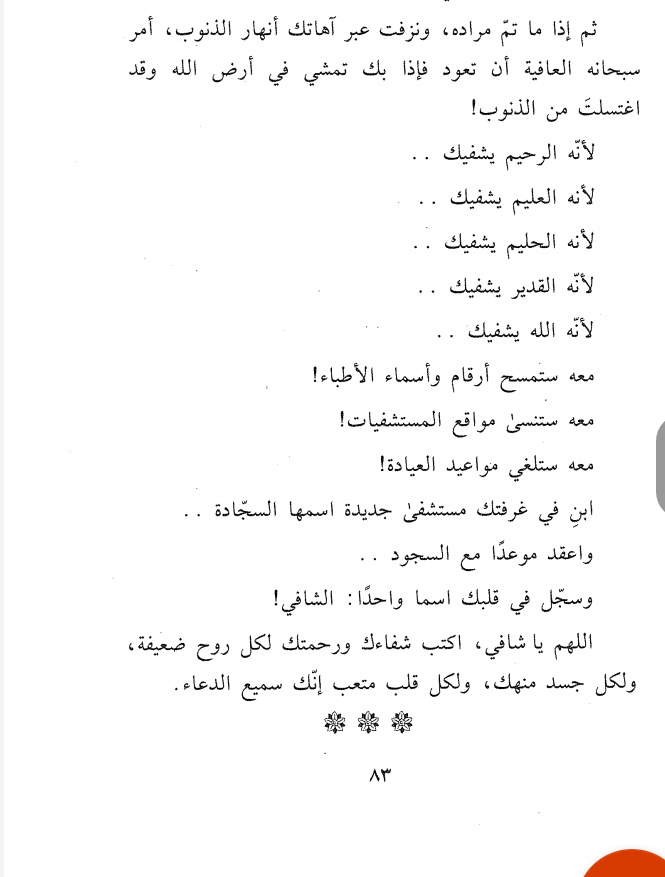 ثم إذا ما تمّ مراده، ونزفت عبر آهاتك أنهار الذنوب، أمر
سبحانه العافية أن تعود فإذا بك تمشي في أرض الله وقد
اغتسلتَ من الذنوب!
لأنّه الرحيم يشفيك . .
لأنه العليم يشفيك . .
لأنه الحليم يشفيك . .
لأنّه القدير يشفيك . .
لأنّه الله يشفيك . .
معه ستمسح أرقام وأسماء الأطباء!
معه ستنسىٰ مواقع المستشفيات!
معه ستلغي مواعيد العيادة!
ابنِ في غرفتك مستشفىٰ جديدة اسمها السجّادة . .
واعقد موعدًا مع السجود . .
وسجّل في قلبك اسما واحدًا: الشافي!
اللهم يا شافي، اكتب شفاءك ورحمتك لكل روح ضعيفة،
ولكل جسد منهك، ولكل قلب متعب إنّك سميع الدعاء.
٨٣